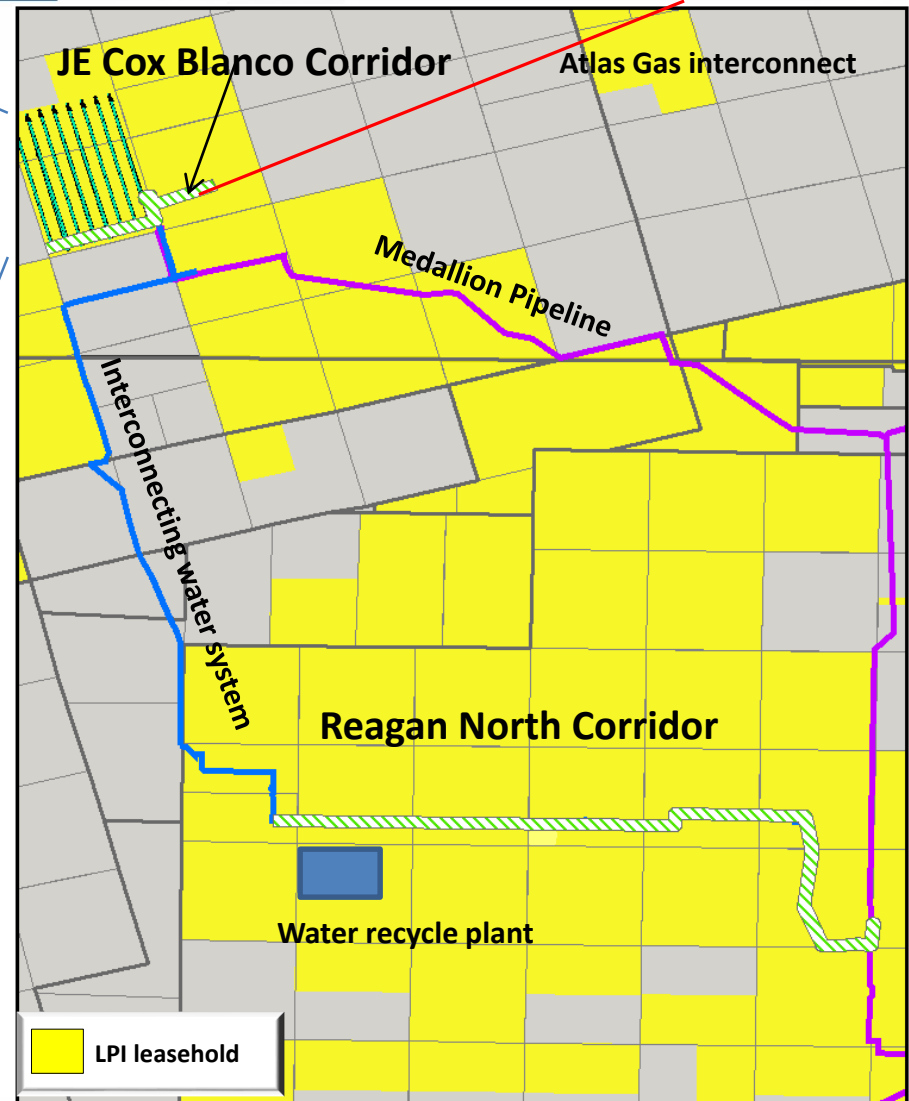 JE Cox Blanco Corridor
Atlas Gas interconnect
Medallion Pipeline
Interconnecting water system
Reagan North Corridor
Water recycle plant
LPI leasehold